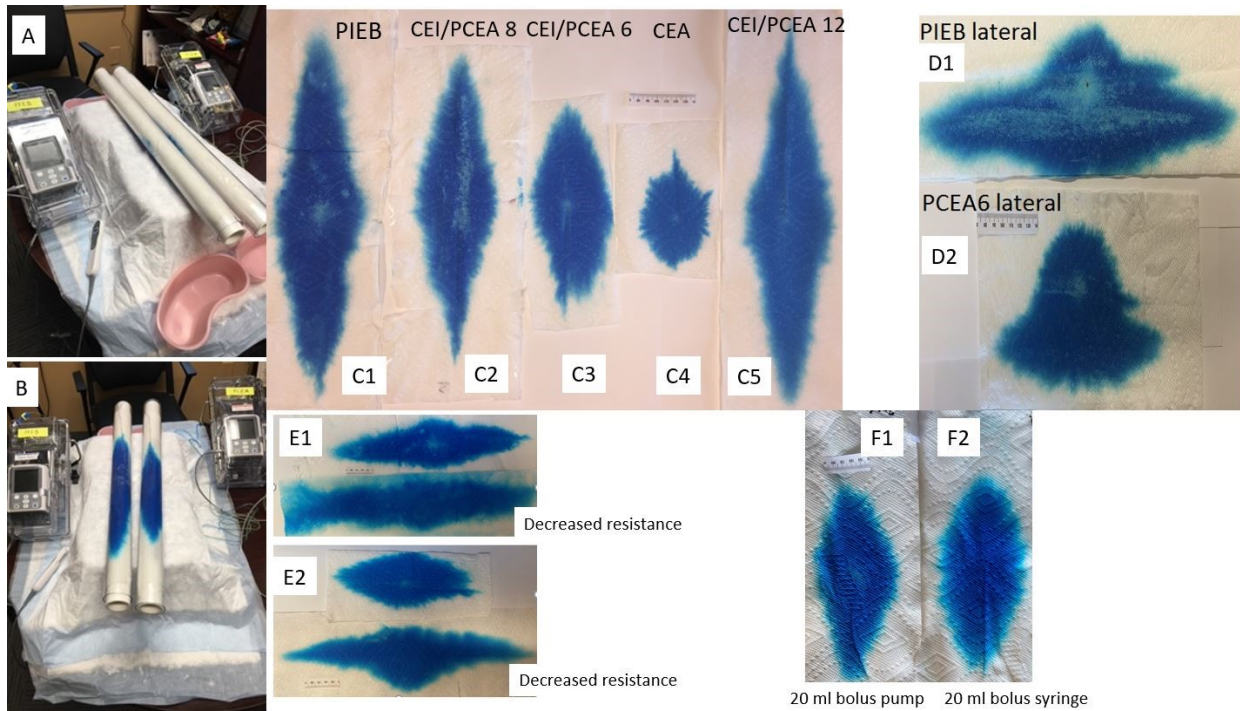 A
PIEB
CEI/PCEA 8
CEI/PCEA 6
CEA
CEI/PCEA 12
C1
C2
C3
C4
C5
PIEB lateral
D1
PCEA6 lateral
D2
B
E1
Decreased resistance
E2
Decreased resistance
F1
F2
20 ml bolus pump
20 ml bolus syringe